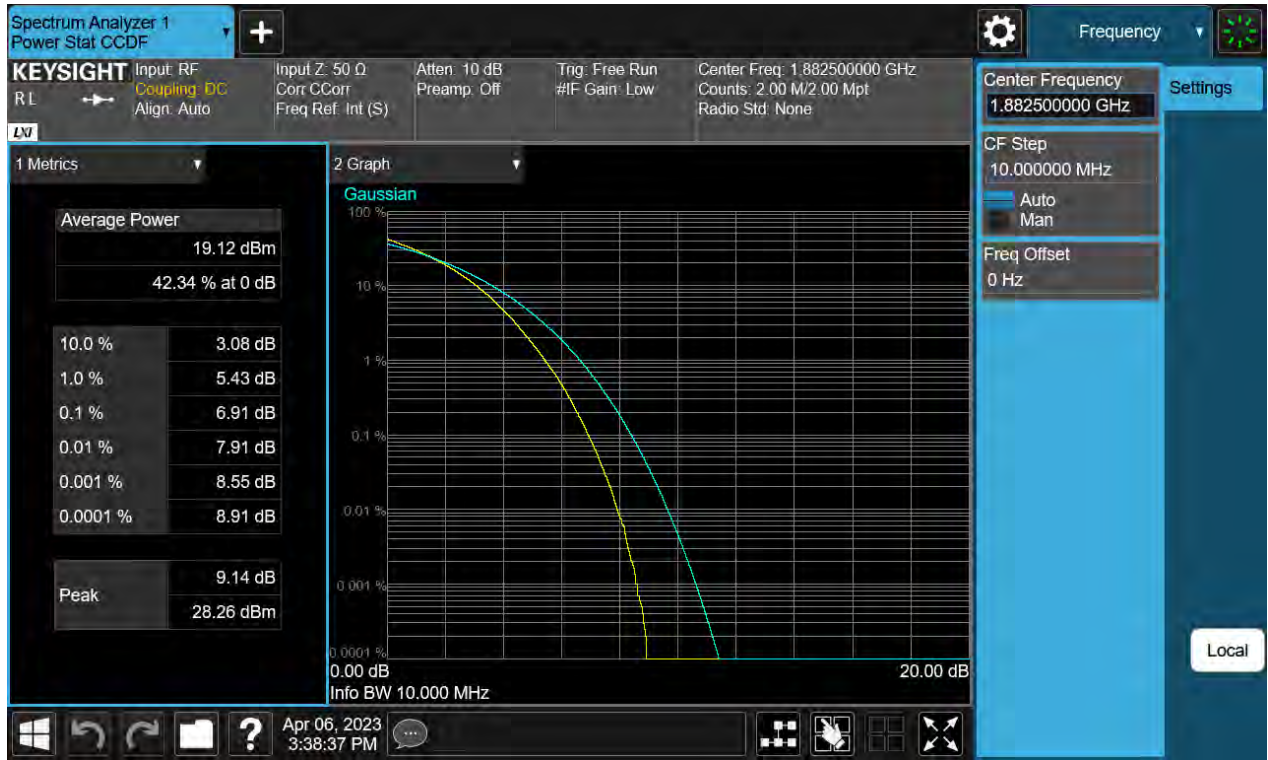 Spectrum Analyzer 1
Power Stat CCDF
Frequency
KEYSIGHT
RL
LXI
Input: RF
Coupling: DC
Align: Auto
Input Z: 50 Ω
Corr CCorr
Freq Ref: Int (S)
Atten: 10 dB
Preamp: Off
Trig: Free Run
#IF Gain: Low
Center Freq: 1.882500000 GHz
Counts: 2.00 M/2.00 Mpt
Radio Std: None
Center Frequency
1.882500000 GHz
Settings
CF Step
10.000000 MHz
Auto
Man
Freq Offset
0 Hz
Local
1 Metrics
Average Power
19.12 dBm
42.34 % at 0 dB
10.0 % 3.08 dB
1.0 % 5.43 dB
0.1 % 6.91 dB
0.01 % 7.91 dB
0.001 % 8.55 dB
0.0001 % 8.91 dB
Peak
9.14 dB
28.26 dBm
2 Graph
Gaussian
100 %
10 %
1 %
0.1 %
0.01 %
0.001 %
0.0001 %
0.00 dB
20.00 dB
Info BW 10.000 MHz
?
Apr 06, 2023
3:38:37 PM